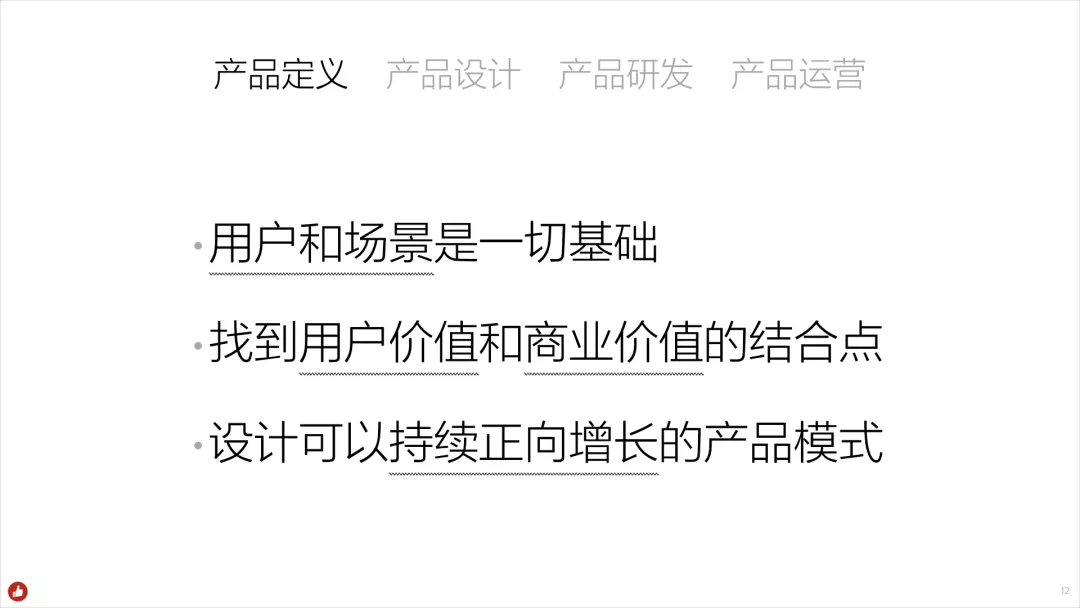 产品定义 产品设计 产品研发 产品运营
•用户和场景是一切基础
•找到用户价值和商业价值的结合点
•设计可以持续正向增长的产品模式
12